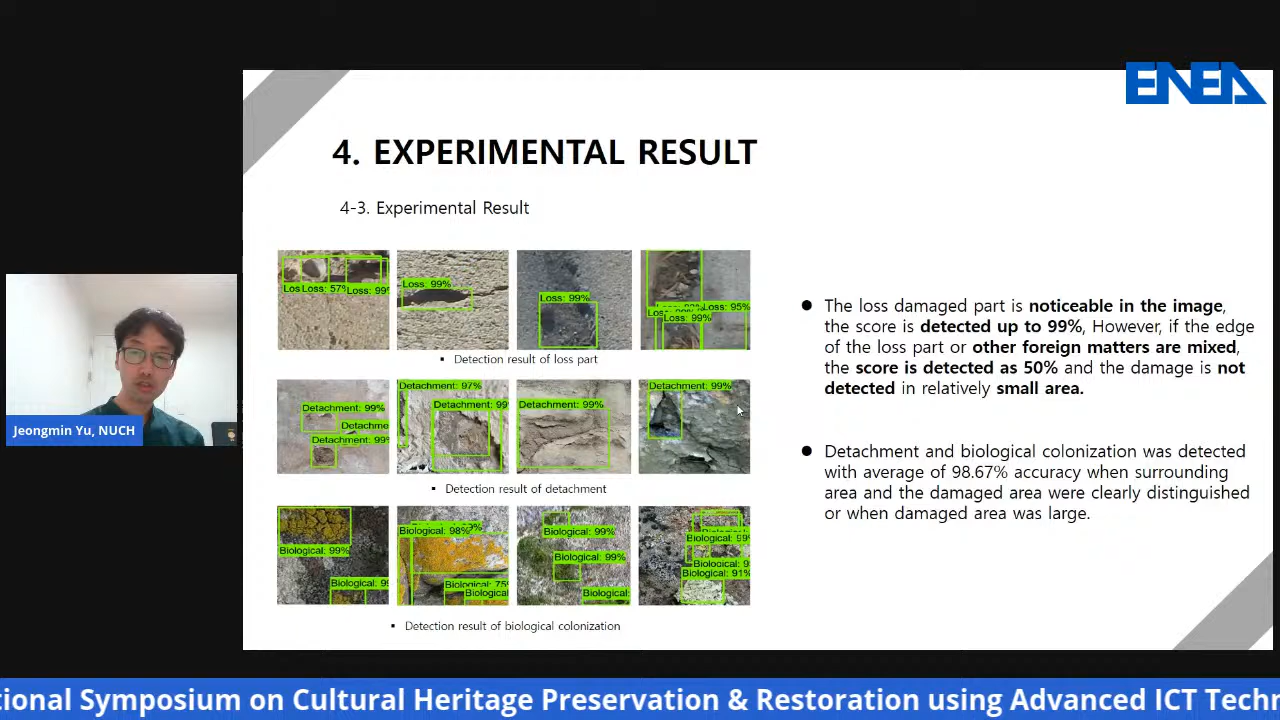 ENEA
4. EXPERIMENTAL RESULT
4-3. Experimental Result
Loss: 57%
Loss: 99%
Loss: 99%
Loss: 95%
Loss: 99%
▪ Detection result of loss part
Detachment: 99%
Detachment: 99%
Detachment: 97%
Detachment: 99%
Detachment: 99%
▪ Detection result of detachment
Biological: 99%
Biological: 98%
Biological: 99%
Biological: 99%
Biological: 91%
▪ Detection result of biological colonization
● The loss damaged part is noticeable in the image,
the score is detected up to 99%, However, if the edge
of the loss part or other foreign matters are mixed,
the score is detected as 50% and the damage is not
detected in relatively small area.
● Detachment and biological colonization was detected
with average of 98.67% accuracy when surrounding
area and the damaged area were clearly distinguished
or when damaged area was large.
Jeongmin Yu, NUCH
tional Symposium on Cultural Heritage Preservation & Restoration using Advanced ICT Techn